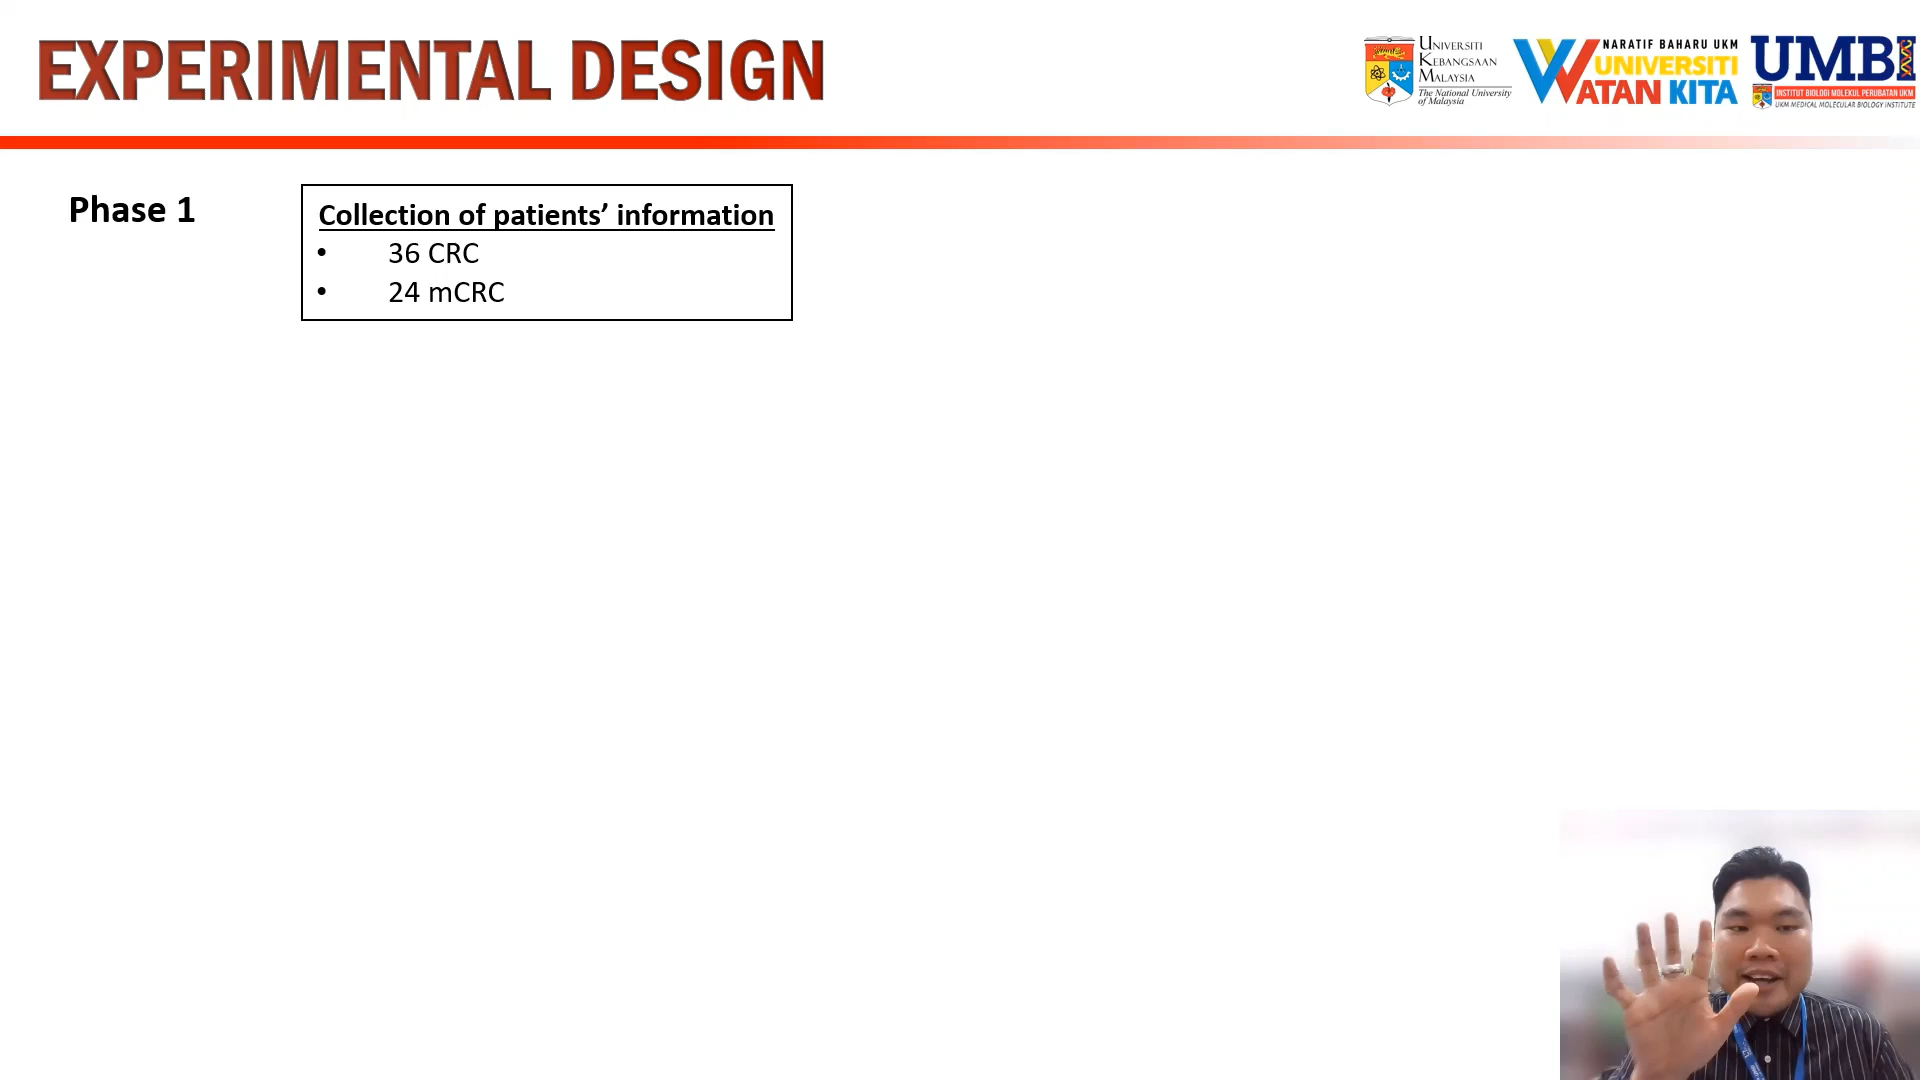 EXPERIMENTAL DESIGN
UNIVERSITI
KEBANGSAAN
MALAYSIA
The National University
of Malaysia
NARATIF BAHARU UKM
UNIVERSITI
WATAN KITA
UMBI
INSTITUT BIOLOGI MOLEKUL PERUBATAN UKM
UKM MEDICAL MOLECULAR BIOLOGY INSTITUTE
Phase 1
Collection of patients’ information
• 36 CRC
• 24 mCRC